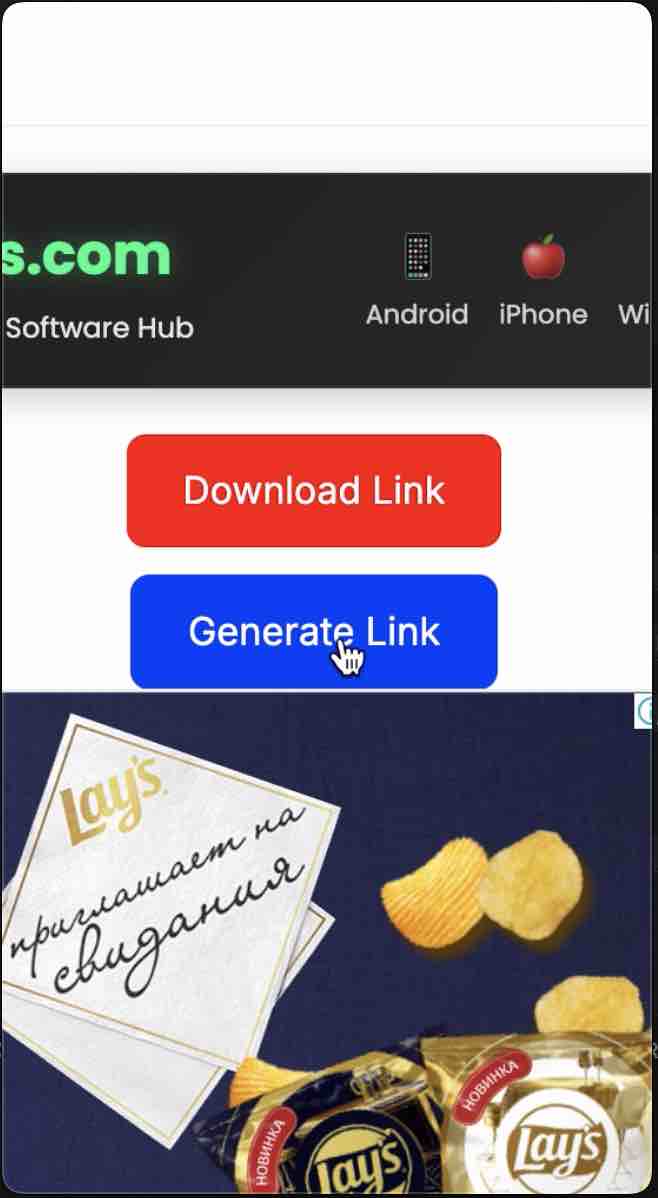 s.com
Software Hub
Android
iPhone
Wi
Download Link
Generate Link
Lay's
приглашает на
свидания
НОВИНКА
НОВИНКА
Lay's
Lay's